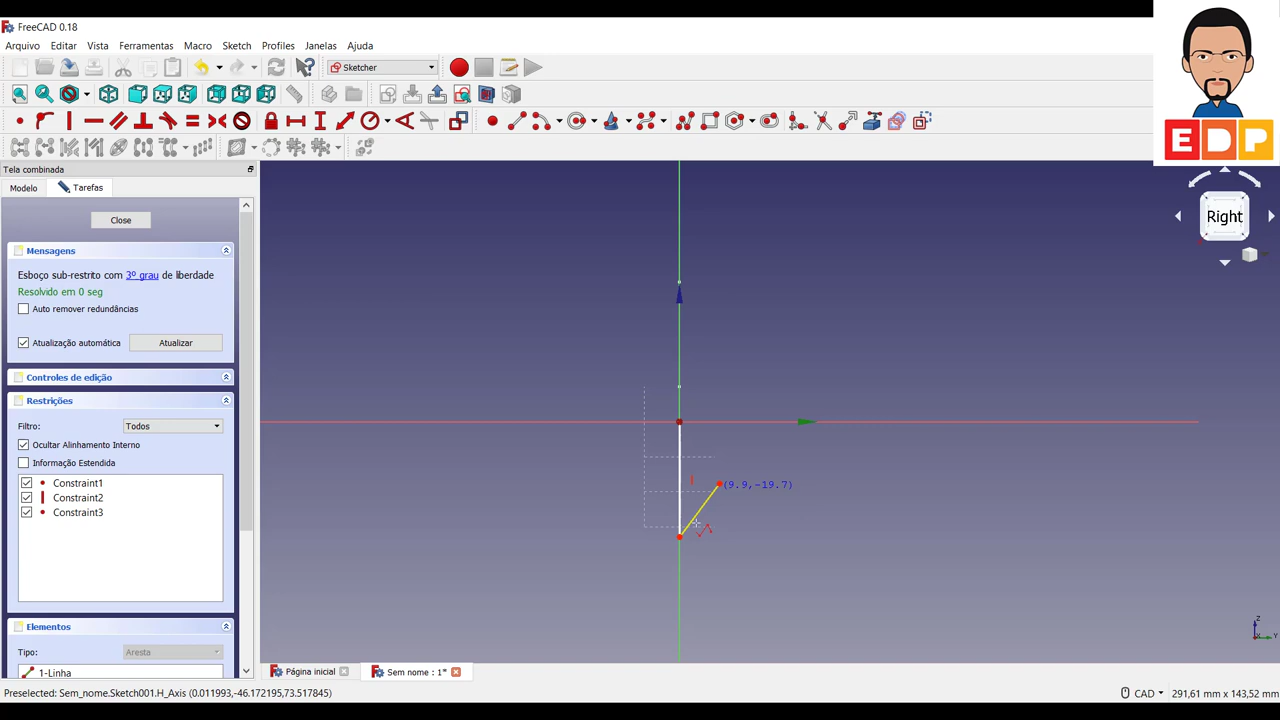 FreeCAD 0.18
Arquivo Editar Vista Ferramentas Macro Sketch Profiles Janelas Ajuda
Sketcher
EDP
Tela combinada
Modelo Tarefas
Close
Mensagens
Esboço sub-restrito com 3º grau de liberdade
Resolvido em 0 seg
Auto remover redundâncias
Atualização automática Atualizar
Controles de edição
Restrições
Filtro: Todos
Ocultar Alinhamento Interno
Informação Estendida
Constraint1
Constraint2
Constraint3
Elementos
Tipo: Aresta
1-Linha
Right
(9.9,-19.7)
Z
X Y
Página inicial Sem nome : 1*
Preselected: Sem_nome.Sketch001.H_Axis (0.011993,-46.172195,73.517845)
CAD 291,61 mm x 143,52 mm